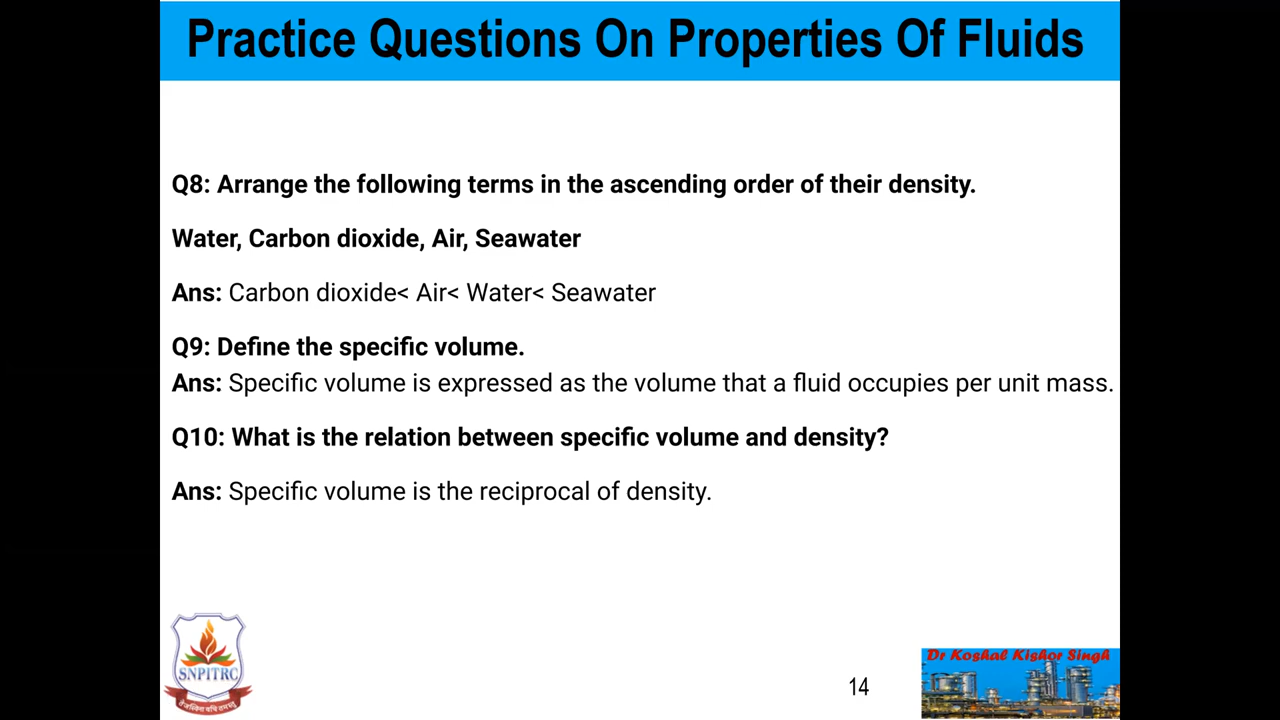 Practice Questions On Properties Of Fluids
Q8: Arrange the following terms in the ascending order of their density.
Water, Carbon dioxide, Air, Seawater
Ans: Carbon dioxide< Air< Water< Seawater
Q9: Define the specific volume.
Ans: Specific volume is expressed as the volume that a fluid occupies per unit mass.
Q10: What is the relation between specific volume and density?
Ans: Specific volume is the reciprocal of density.
SNPITRC
14
Dr Koshal Kishor Singh